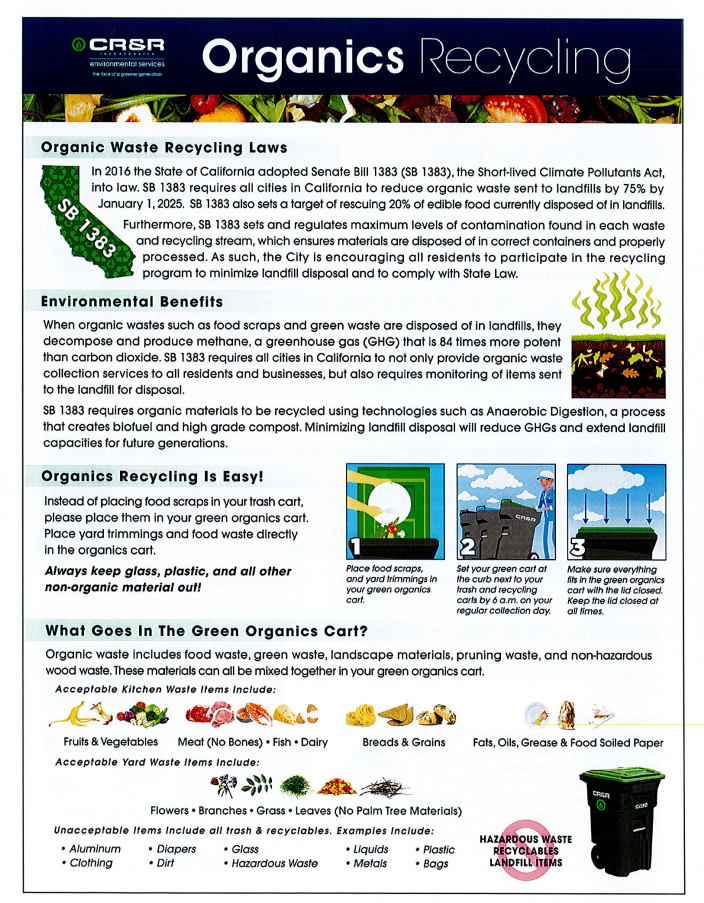 CR&R
INCORPORATED
environmental services
the face of a greener generation
Organics Recycling
Organic Waste Recycling Laws
In 2016 the State of California adopted Senate Bill 1383 (SB 1383), the Short-lived Climate Pollutants Act,
into law. SB 1383 requires all cities in California to reduce organic waste sent to landfills by 75% by
January 1, 2025. SB 1383 also sets a target of rescuing 20% of edible food currently disposed of in landfills.
SB 1383
Furthermore, SB 1383 sets and regulates maximum levels of contamination found in each waste
and recycling stream, which ensures materials are disposed of in correct containers and properly
processed. As such, the City is encouraging all residents to participate in the recycling
program to minimize landfill disposal and to comply with State Law.
Environmental Benefits
When organic wastes such as food scraps and green waste are disposed of in landfills, they
decompose and produce methane, a greenhouse gas (GHG) that is 84 times more potent
than carbon dioxide. SB 1383 requires all cities in California to not only provide organic waste
collection services to all residents and businesses, but also requires monitoring of items sent
to the landfill for disposal.
SB 1383 requires organic materials to be recycled using technologies such as Anaerobic Digestion, a process
that creates biofuel and high grade compost. Minimizing landfill disposal will reduce GHGs and extend landfill
capacities for future generations.
Organics Recycling Is Easy!
Instead of placing food scraps in your trash cart,
please place them in your green organics cart.
Place yard trimmings and food waste directly
in the organics cart.
Always keep glass, plastic, and all other
non-organic material out!
1
Place food scraps,
and yard trimmings in
your green organics
cart.
CR&R
2
Set your green cart at
the curb next to your
trash and recycling
carts by 6 a.m. on your
regular collection day.
3
Make sure everything
fits in the green organics
cart with the lid closed.
Keep the lid closed at
all times.
What Goes In The Green Organics Cart?
Organic waste includes food waste, green waste, landscape materials, pruning waste, and non-hazardous
wood waste. These materials can all be mixed together in your green organics cart.
Acceptable Kitchen Waste Items Include:
Fruits & Vegetables
Meat (No Bones) • Fish • Dairy
Breads & Grains
Fats, Oils, Grease & Food Soiled Paper
Acceptable Yard Waste Items Include:
Flowers • Branches • Grass • Leaves (No Palm Tree Materials)
Unacceptable Items Include all trash & recyclables. Examples Include:
• Aluminum • Diapers • Glass • Liquids • Plastic
• Clothing • Dirt • Hazardous Waste • Metals • Bags
HAZARDOUS WASTE
RECYCLABLES
LANDFILL ITEMS
CR&R